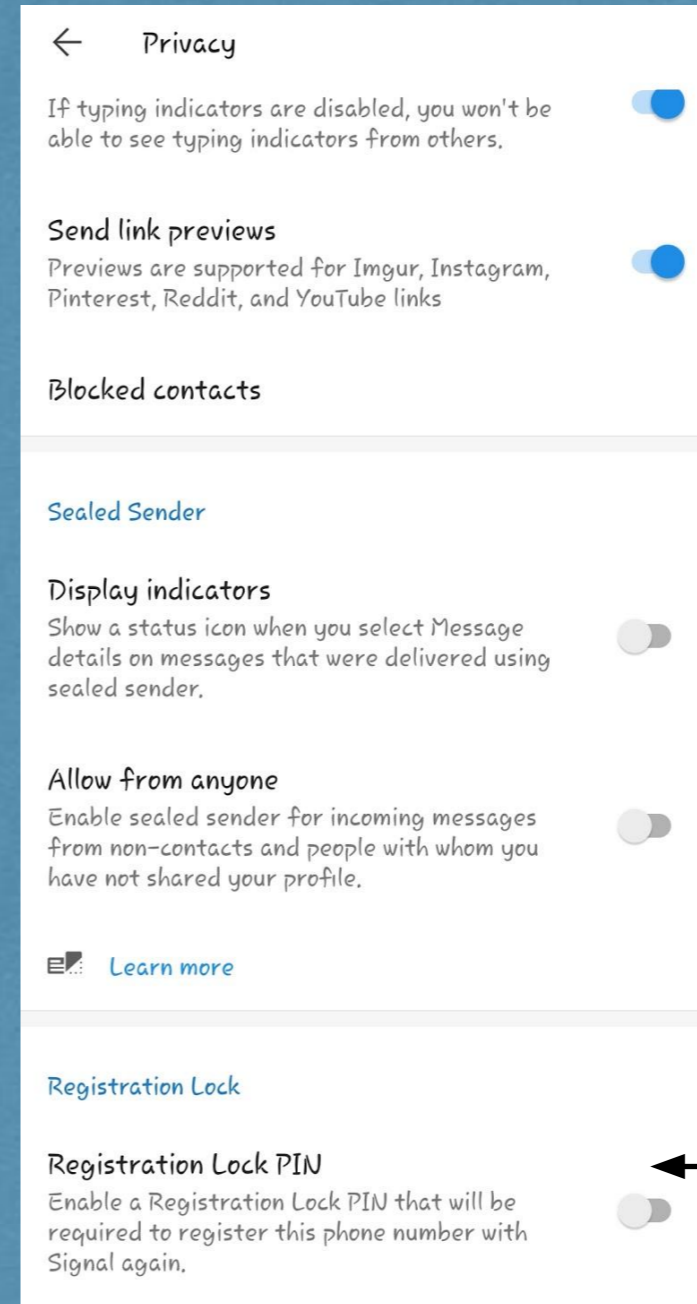 Privacy
If typing indicators are disabled, you won't be
able to see typing indicators from others.
Send link previews
Previews are supported for Imgur, Instagram,
Pinterest, Reddit, and YouTube links
Blocked contacts
Sealed Sender
Display indicators
Show a status icon when you select Message
details on messages that were delivered using
sealed sender.
Allow from anyone
Enable sealed sender for incoming messages
from non-contacts and people with whom you
have not shared your profile.
Learn more
Registration Lock
Registration Lock PIN
Enable a Registration Lock PIN that will be
required to register this phone number with
Signal again.